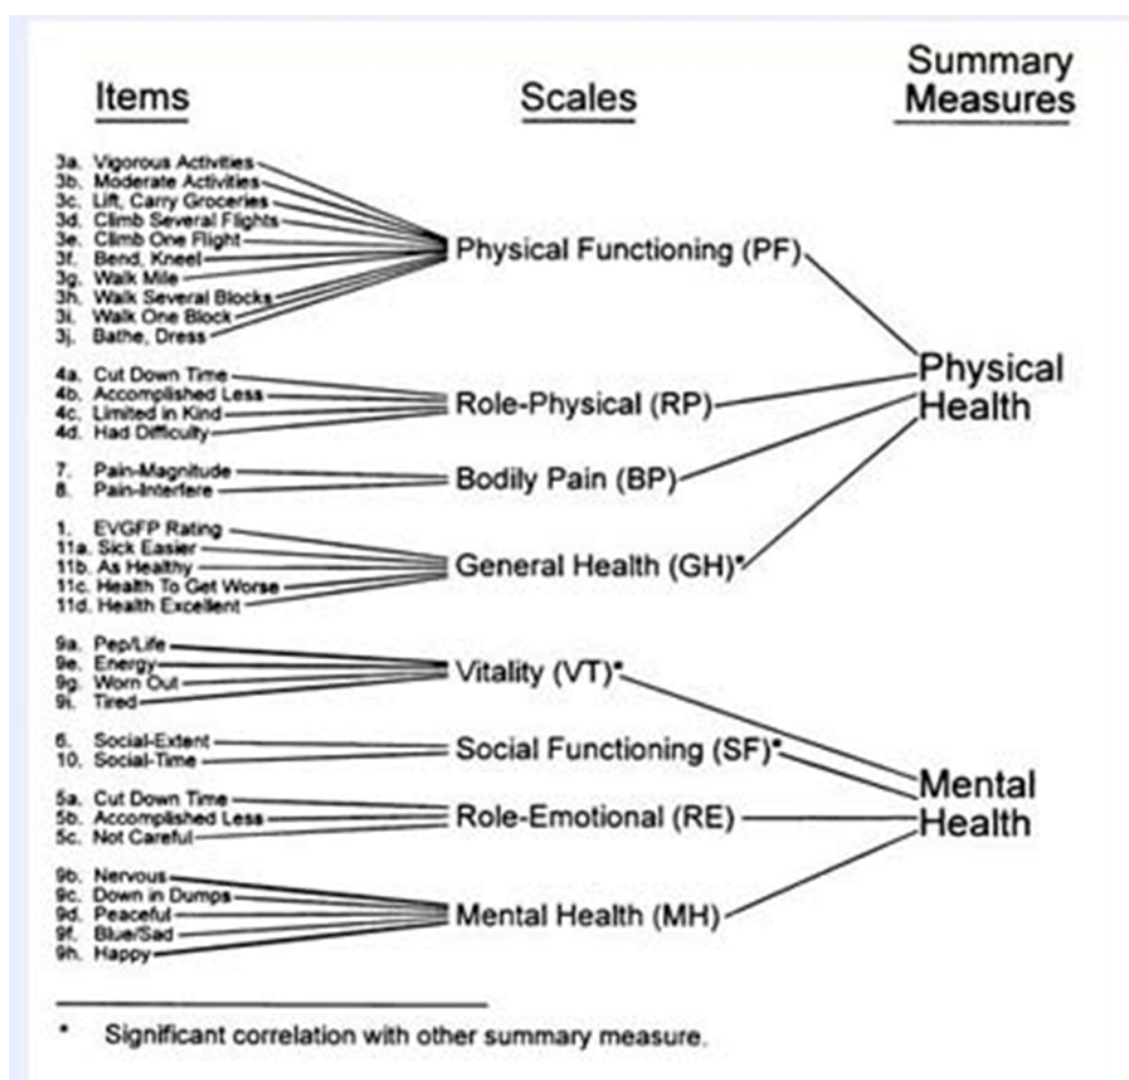 Items
Scales
Summary
Measures
3a. Vigorous Activities
3b. Moderate Activities
3c. Lift, Carry Groceries
3d. Climb Several Flights
3e. Climb One Flight
3f. Bend, Kneel
3g. Walk Mile
3h. Walk Several Blocks
3i. Walk One Block
3j. Bathe, Dress
Physical Functioning (PF)
4a. Cut Down Time
4b. Accomplished Less
4c. Limited in Kind
4d. Had Difficulty
Role-Physical (RP)
7. Pain-Magnitude
8. Pain-Interfere
Bodily Pain (BP)
1. EVGFP Rating
11a. Sick Easier
11b. As Healthy
11c. Health To Get Worse
11d. Health Excellent
General Health (GH)*
Physical
Health
9a. Pep/Life
9e. Energy
9g. Worn Out
9i. Tired
Vitality (VT)*
6. Social-Extent
10. Social-Time
Social Functioning (SF)*
5a. Cut Down Time
5b. Accomplished Less
5c. Not Careful
Role-Emotional (RE)
9b. Nervous
9c. Down in Dumps
9d. Peaceful
9f. Blue/Sad
9h. Happy
Mental Health (MH)
Mental
Health
* Significant correlation with other summary measure.